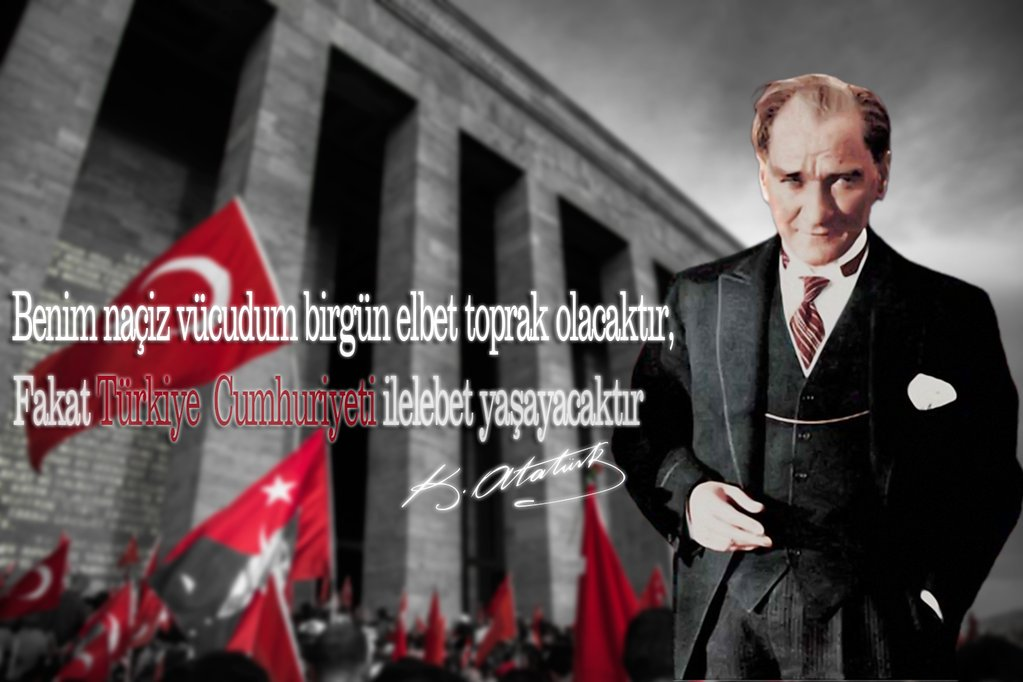 Benim naçiz vücudum birgün elbet toprak olacaktır,
Fakat Türkiye Cumhuriyeti ilelebet yaşayacaktır
K. Atatürk